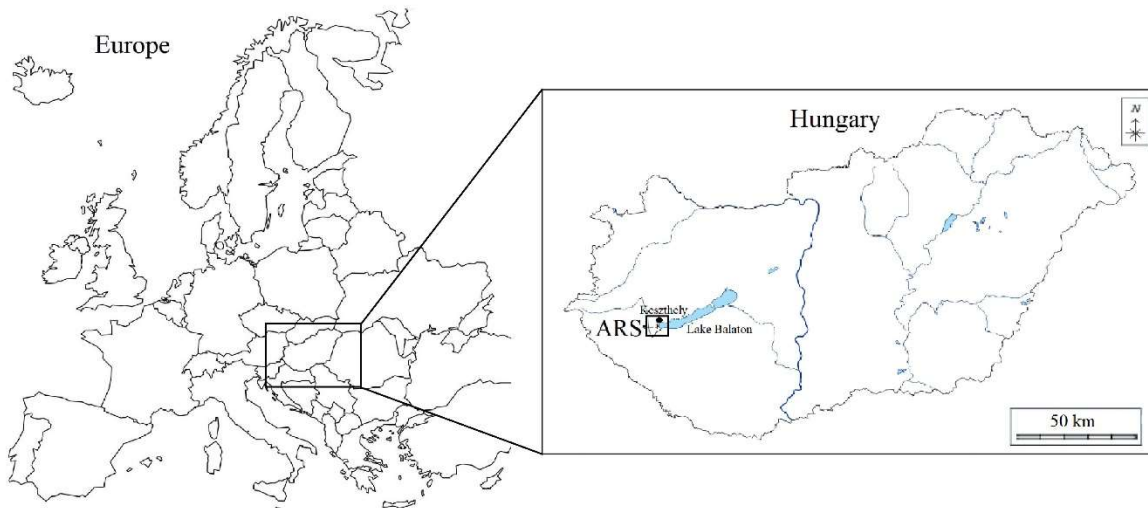 Europe
Hungary
N
Keszthely
ARS
Lake Balaton
50 km